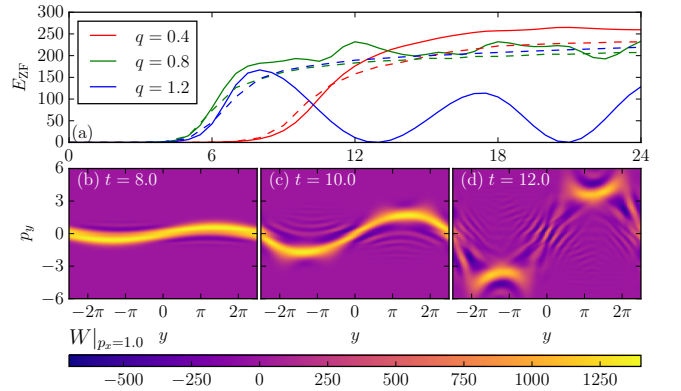 300
250
200
150
100
50
0
E_ZF
q = 0.4
q = 0.8
q = 1.2
(a)
0 6 12 18 24
(b) t = 8.0 (c) t = 10.0 (d) t = 12.0
6
3
0
−3
−6
p_y
−2π −π 0 π 2π −2π −π 0 π 2π −2π −π 0 π 2π
y y y
W|_{p_x=1.0}
−500 −250 0 250 500 750 1000 1250